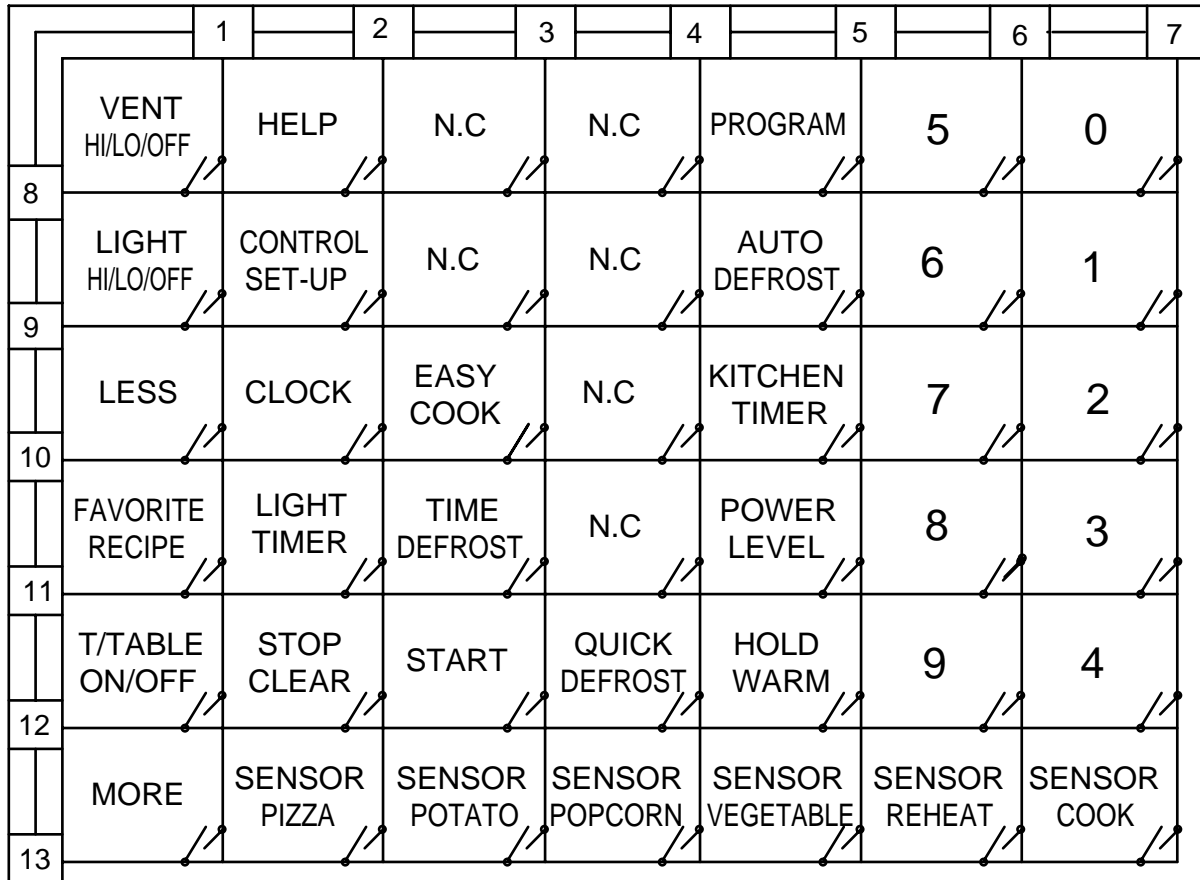 1 2 3 4 5 6 7
VENT HELP N.C N.C PROGRAM 5 0
HI/LO/OFF
8
LIGHT CONTROL N.C N.C AUTO 6 1
HI/LO/OFF SET-UP DEFROST
9
LESS CLOCK EASY N.C KITCHEN 7 2
COOK TIMER
10
FAVORITE LIGHT TIME N.C POWER 8 3
RECIPE TIMER DEFROST LEVEL
11
T/TABLE STOP START QUICK HOLD 9 4
ON/OFF CLEAR DEFROST WARM
12
MORE SENSOR SENSOR SENSOR SENSOR SENSOR SENSOR
PIZZA POTATO POPCORN VEGETABLE REHEAT COOK
13